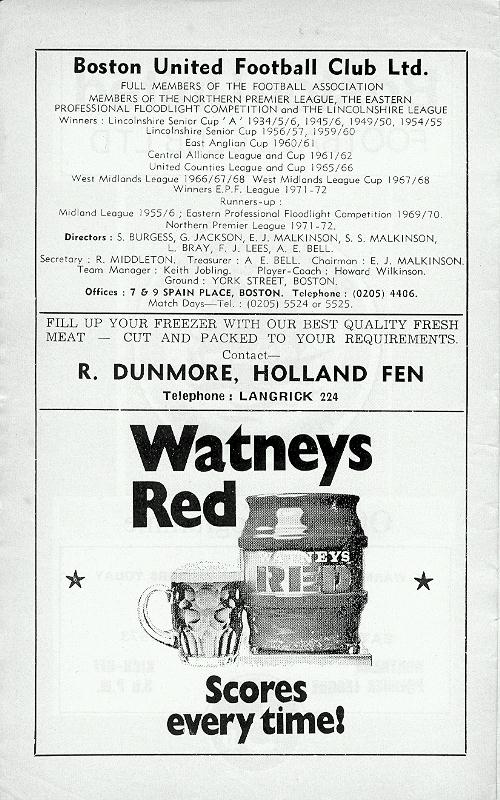 Boston United Football Club Ltd.
FULL MEMBERS OF THE FOOTBALL ASSOCIATION
MEMBERS OF THE NORTHERN PREMIER LEAGUE, THE EASTERN
PROFESSIONAL FLOODLIGHT COMPETITION and THE LINCOLNSHIRE LEAGUE
Winners : Lincolnshire Senior Cup ' A ' 1934/5/6, 1945/6, 1949/50, 1954/55
Lincolnshire Senior Cup 1956/57, 1959/60
East Anglian Cup 1960/61
Central Alliance League and Cup 1961/62
United Counties League and Cup 1965/66
West Midlands League 1966/67/68 West Midlands League Cup 1967/68
Winners E.P.F. League 1971-72
Runners-up :
Midland League 1955/6 ; Eastern Professional Floodlight Competition 1969/70.
Northern Premier League 1971-72.
Directors : S. BURGESS, G. JACKSON, E. J. MALKINSON, S. S. MALKINSON,
L. BRAY, F. J. LEES, A. E. BELL.
Secretary : R. MIDDLETON. Treasurer : A. E. BELL. Chairman : E. J. MALKINSON.
Team Manager : Keith Jobling. Player-Coach : Howard Wilkinson.
Ground : YORK STREET, BOSTON.
Offices : 7 & 9 SPAIN PLACE, BOSTON. Telephone : (0205) 4406.
Match Days—Tel. : (0205) 5524 or 5525.
FILL UP YOUR FREEZER WITH OUR BEST QUALITY FRESH
MEAT — CUT AND PACKED TO YOUR REQUIREMENTS.
Contact—
R. DUNMORE, HOLLAND FEN
Telephone : LANGRICK 224
Watneys
Red
WATNEYS
RED
Scores
every time!